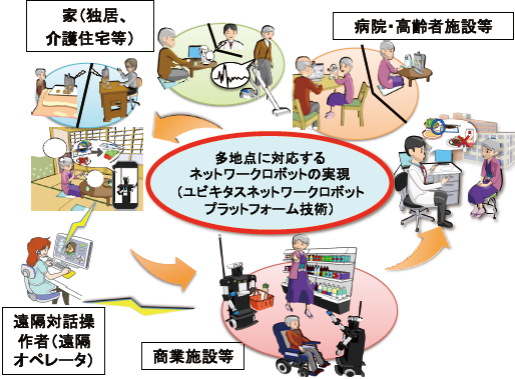 家(独居、
介護住宅等)
病院・高齢者施設等
多地点に対応する
ネットワークロボットの実現
(ユビキタスネットワークロボット
プラットフォーム技術)
遠隔対話操
作者(遠隔
オペレータ)
商業施設等